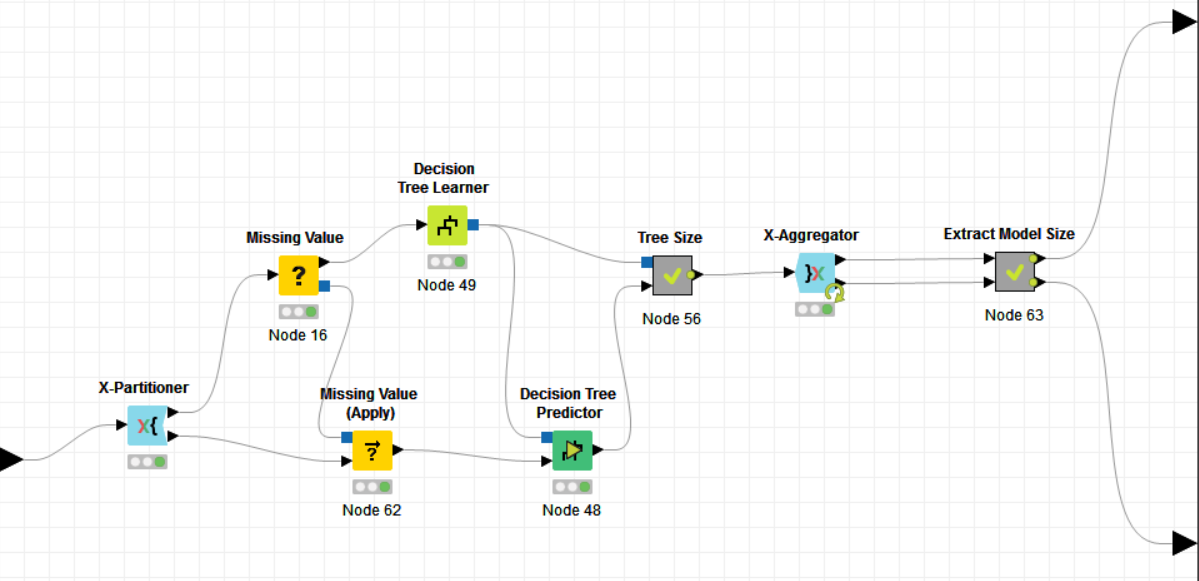 Decision
Tree Learner
Node 49
Missing Value
?
Node 16
Tree Size
Node 56
X-Aggregator
}X
Extract Model Size
Node 63
X-Partitioner
X{
Missing Value
(Apply)
?
Node 62
Decision Tree
Predictor
Node 48